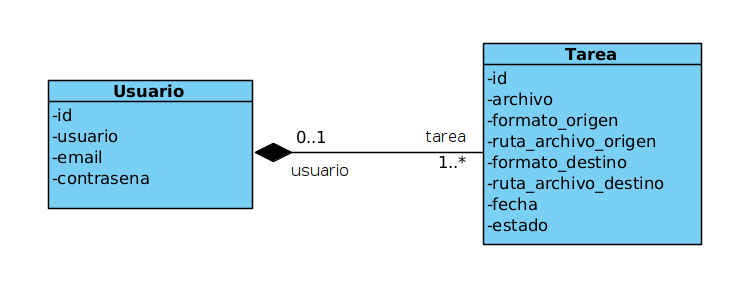 Usuario
-id
-usuario
-email
-contrasena
0..1
usuario
tarea
1..*
Tarea
-id
-archivo
-formato_origen
-ruta_archivo_origen
-formato_destino
-ruta_archivo_destino
-fecha
-estado